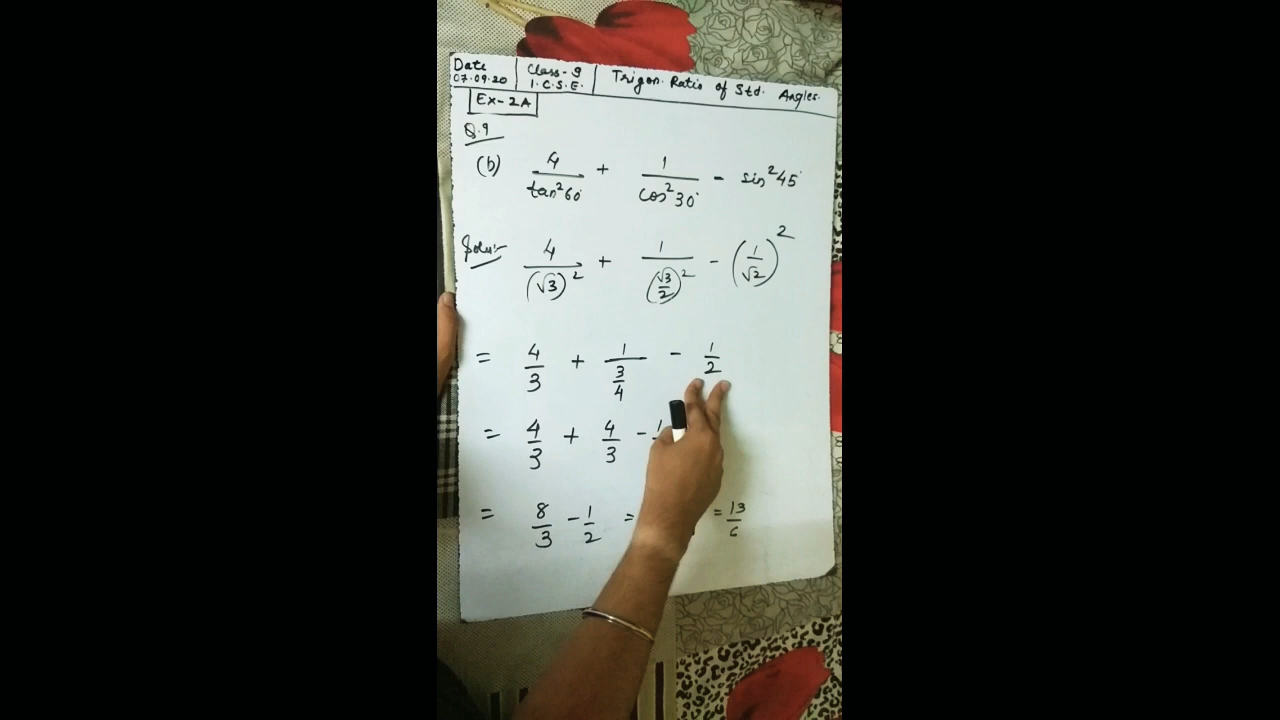 Date 07.09.20 | Class-9 I.C.S.E. | Trigon. Ratio of Std. Angles.
Ex-2A
Q.9
(b) 4/tan²60° + 1/cos²30° - sin²45°
Solu:- 4/(√3)² + 1/(√3/2)² - (1/√2)²
= 4/3 + 1/(3/4) - 1/2
= 4/3 + 4/3 - 1
= 8/3 - 1/2 = = 13/6